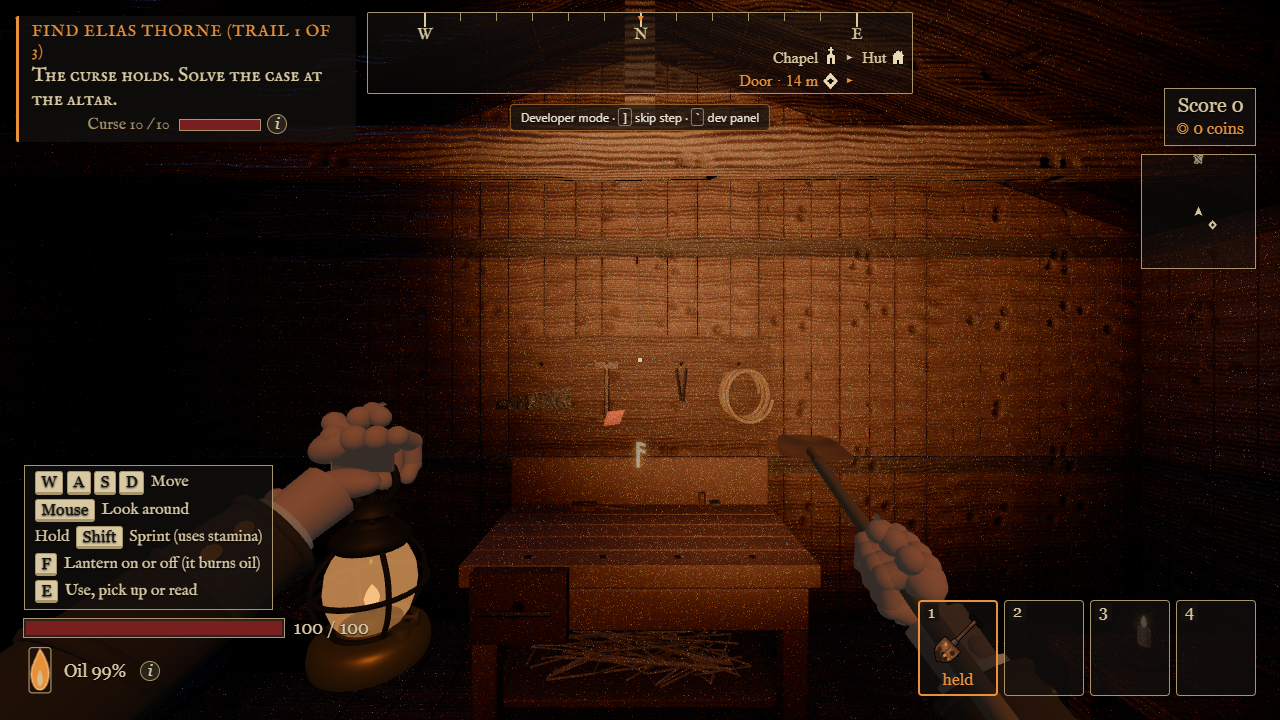 FIND ELIAS THORNE (TRAIL 1 OF
3)
THE CURSE HOLDS. SOLVE THE CASE AT
THE ALTAR.
Curse 10/10
i
W
N
E
Chapel
Hut
Door · 14 m
Developer mode · ] skip step · ` dev panel
Score 0
0 coins
N
W A S D Move
Mouse Look around
Hold Shift Sprint (uses stamina)
F Lantern on or off (it burns oil)
E Use, pick up or read
100 / 100
Oil 99% i
1
held
2
3
4